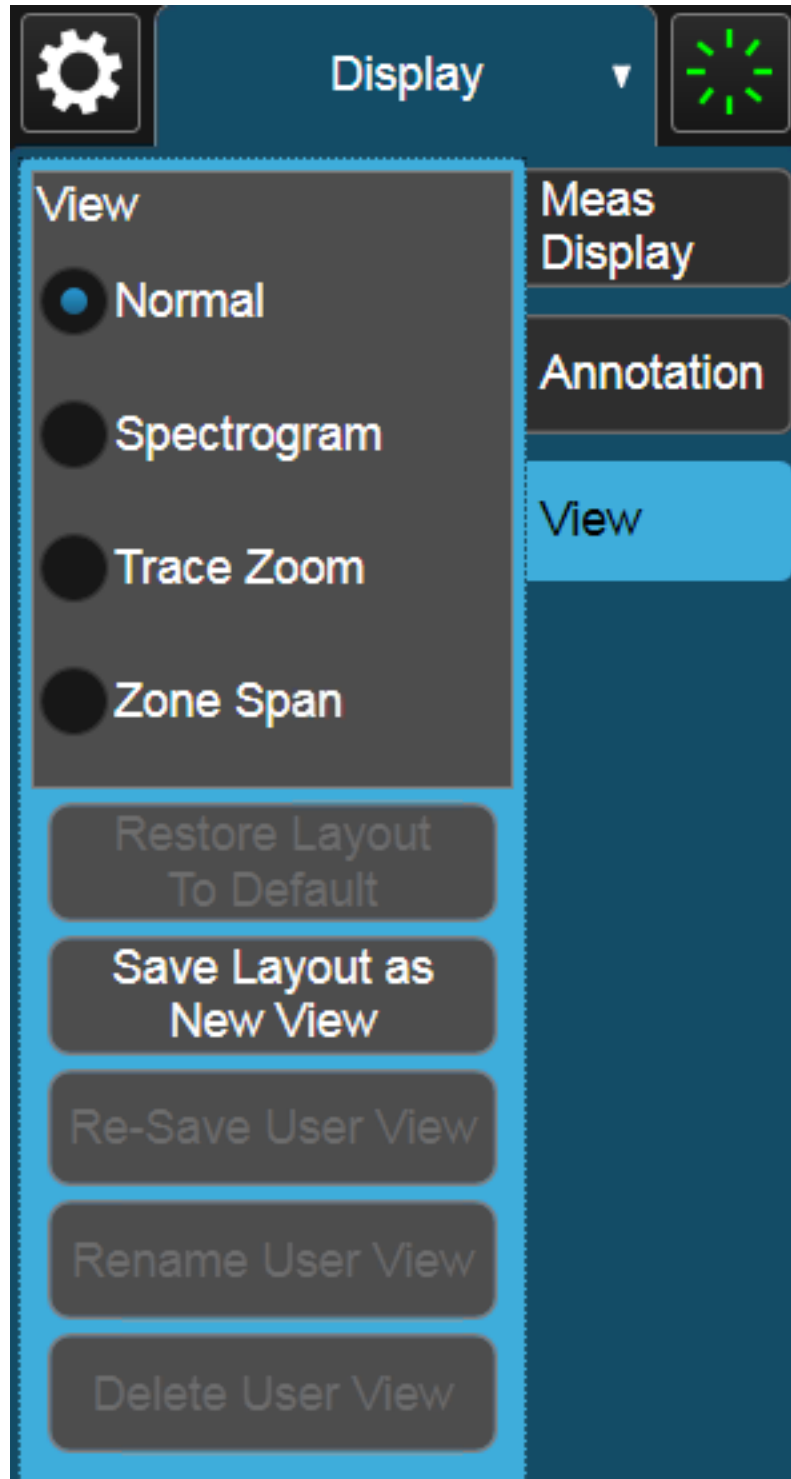 Display
View
Normal
Spectrogram
Trace Zoom
Zone Span
Restore Layout
To Default
Save Layout as
New View
Re-Save User View
Rename User View
Delete User View
Meas
Display
Annotation
View